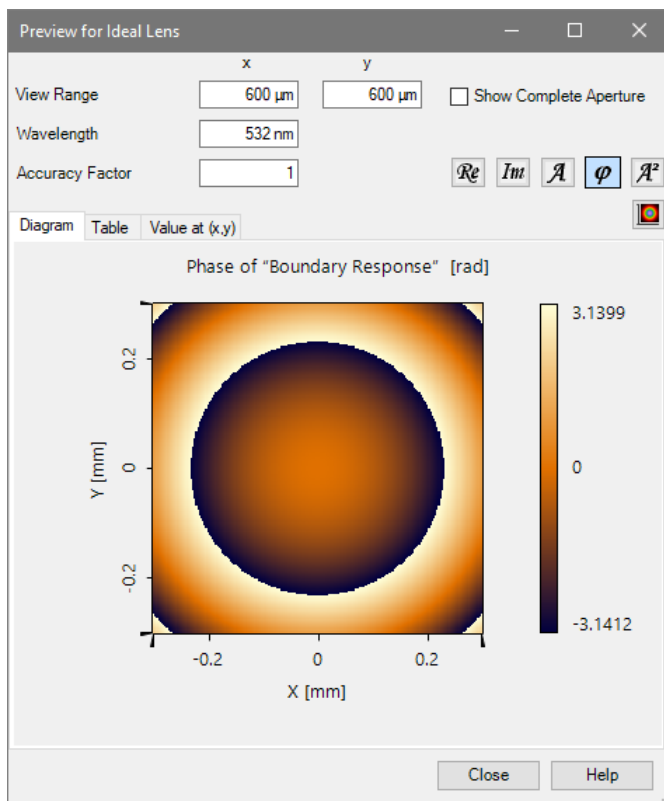 Preview for Ideal Lens
x y
View Range 600 µm 600 µm Show Complete Aperture
Wavelength 532 nm
Accuracy Factor 1 Re Im A φ A²
Diagram Table Value at (x,y)
Phase of "Boundary Response" [rad]
3.1399
0.2
Y [mm] 0 0
-0.2
-3.1412
-0.2 0 0.2
X [mm]
Close Help